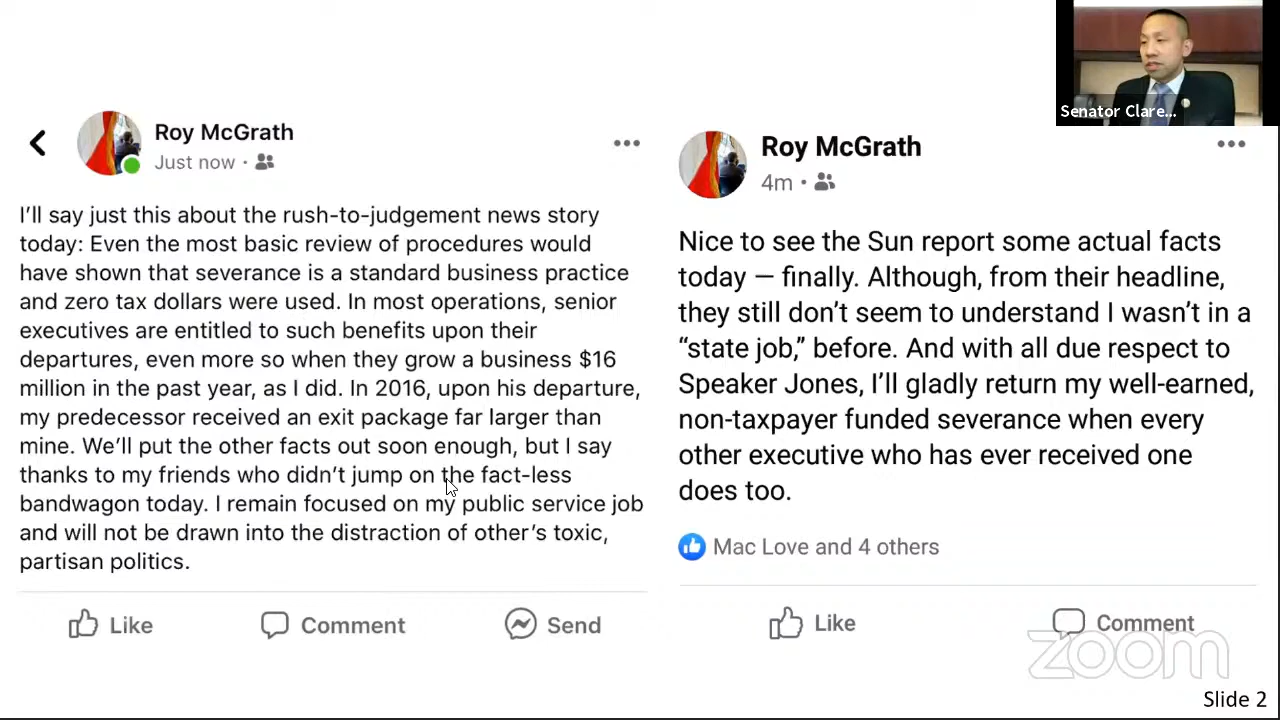 Senator Clare...
Roy McGrath
Just now
I'll say just this about the rush-to-judgement news story
today: Even the most basic review of procedures would
have shown that severance is a standard business practice
and zero tax dollars were used. In most operations, senior
executives are entitled to such benefits upon their
departures, even more so when they grow a business $16
million in the past year, as I did. In 2016, upon his departure,
my predecessor received an exit package far larger than
mine. We'll put the other facts out soon enough, but I say
thanks to my friends who didn't jump on the fact-less
bandwagon today. I remain focused on my public service job
and will not be drawn into the distraction of other's toxic,
partisan politics.
Like Comment Send
Roy McGrath
4m
Nice to see the Sun report some actual facts
today — finally. Although, from their headline,
they still don't seem to understand I wasn't in a
“state job,” before. And with all due respect to
Speaker Jones, I'll gladly return my well-earned,
non-taxpayer funded severance when every
other executive who has ever received one
does too.
Mac Love and 4 others
Like Comment
zoom
Slide 2